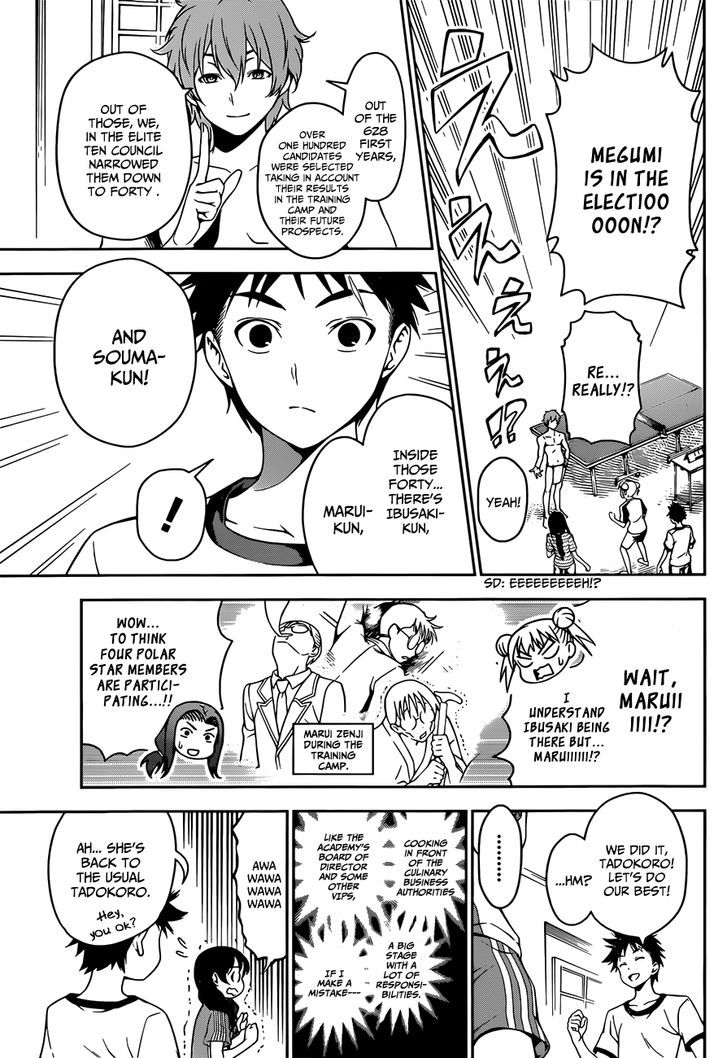 MEGUMI
IS IN THE
ELECTIOO
OOON!?
えええぇぇ!?
RE...
REALLY!?
YEAH!
SD: EEEEEEEEEEH!?
OUT OF
THE 628
FIRST
YEARS,
OVER
ONE HUNDRED
CANDIDATES
WERE SELECTED
TAKING IN ACCOUNT
THEIR RESULTS
IN THE TRAINING
CAMP AND
THEIR FUTURE
PROSPECTS.
OUT OF
THOSE, WE,
IN THE ELITE
TEN COUNCIL
NARROWED
THEM DOWN
TO FORTY .
INSIDE
THOSE
FORTY...
THERE'S
IBUSAKI-
KUN,
MARUI-
KUN,
AND
SOUMA-
KUN!
!
WAIT,
MARUII
IIII!?
I
UNDERSTAND
IBUSAKI BEING
THERE BUT...
MARUIIIIII!?
MARUI ZENJI
DURING THE
TRAINING
CAMP.
WOW...
TO THINK
FOUR POLAR
STAR MEMBERS
ARE PARTICI-
PATING...!!
WE DID IT,
TADOKORO!
LET'S DO
OUR BEST!
...HM?
.........
COOKING
IN FRONT
OF THE
CULINARY
BUSINESS
AUTHORITIES
LIKE THE
ACADEMY'S
BOARD OF
DIRECTOR
AND SOME
OTHER
VIPS,
A BIG
STAGE
WITH A
LOT OF
RESPONSI-
BILITIES.
IF I
MAKE A
MISTAKE---
AWA
WAWA
WAWA
WAWA
AH... SHE'S
BACK TO
THE USUAL
TADOKORO.
Hey,
you ok?